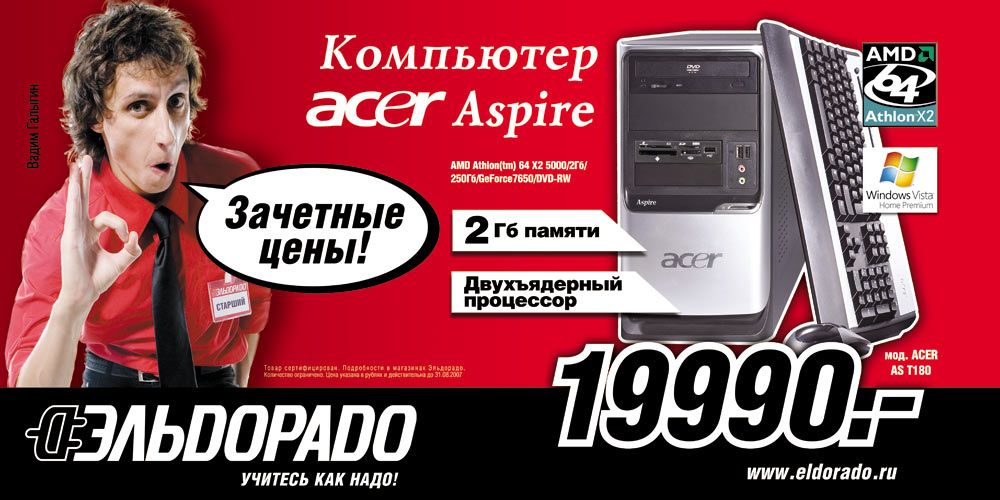 Вадим Галыгин
Компьютер
acer Aspire
AMD Athlon(tm) 64 X2 5000/2Гб/
250Гб/GeForce7650/DVD-RW
Зачетные
цены!
2 Гб памяти
Двухъядерный
процессор
ЭЛЬДОРАДО
СТАРШИЙ
DVD
Aspire
acer
AMD
64
Athlon X2
Windows Vista
Home Premium
Товар сертифицирован. Подробности в магазинах Эльдорадо.
Количество ограничено. Цена указана в рублях и действительна до 31.08.2007
19990.-
мод. ACER
AS T180
ЭЛЬДОРАДО
УЧИТЕСЬ КАК НАДО!
www.eldorado.ru